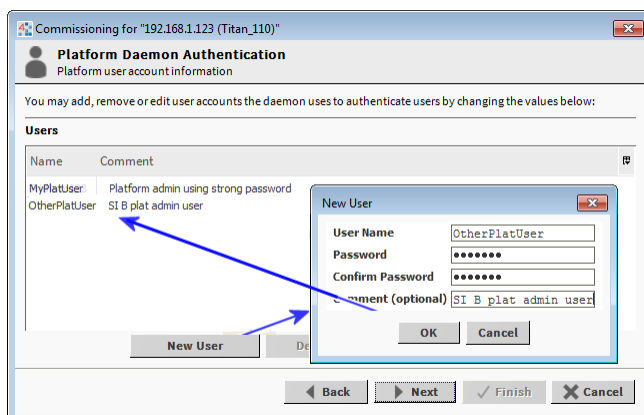 Commissioning for "192.168.1.123 (Titan_110)"
Platform Daemon Authentication
Platform user account information
You may add, remove or edit user accounts the daemon uses to authenticate users by changing the values below:
Users
Name Comment
MyPlatUser Platform admin using strong password
OtherPlatUser SI B plat admin user
New User
User Name OtherPlatUser
Password •••••••
Confirm Password •••••••
(optional) SI B plat admin user
OK Cancel
New User
Back Next Finish Cancel